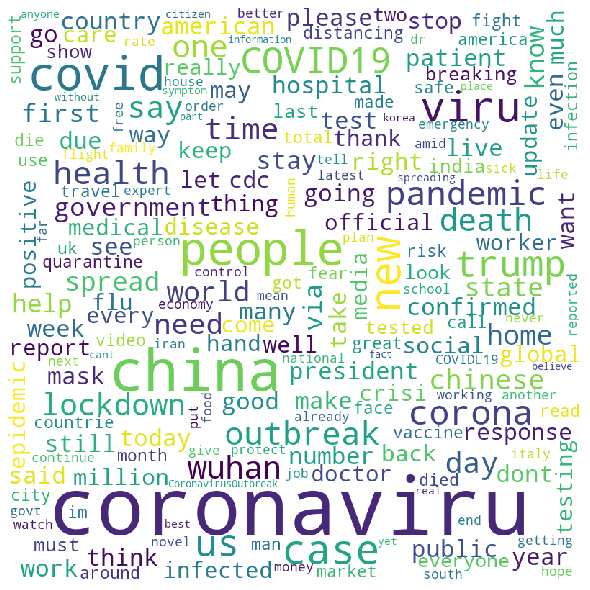 anyone citizen better
support country american please two stop fight
rate information distancing dr america
go care one COVID19 patient know much
show really breaking
covid house without order hospital safe place viru even
first say free symptom part may last made korea emergency update infection
die due way time test thank amid live
use keep total tell latest spreading
flight family right india sick life
health let cdc stay going pandemic want
travel expert human plan
positive government thing official death
far medical disease
uk person risk worker
see people new trump
quarantine control fear look state
spread economy got media school never reported
help flu world via take confirmed
mean
week every many need come tested call home
video iran hand well great social global
report national fact COVIDL19
next cant china president chinese believe
mask crisi
epidemic lockdown put food good make face working another
countrie already corona read
still today outbreak number vaccine response italy
said month give protect back day
continue wuhan doctor dont testing
million CoronavirusOutbreak job died
city real
govt im coronaviru
watch best yet end
must novel man us case public getting
think money everyone year
work around infected market south hope